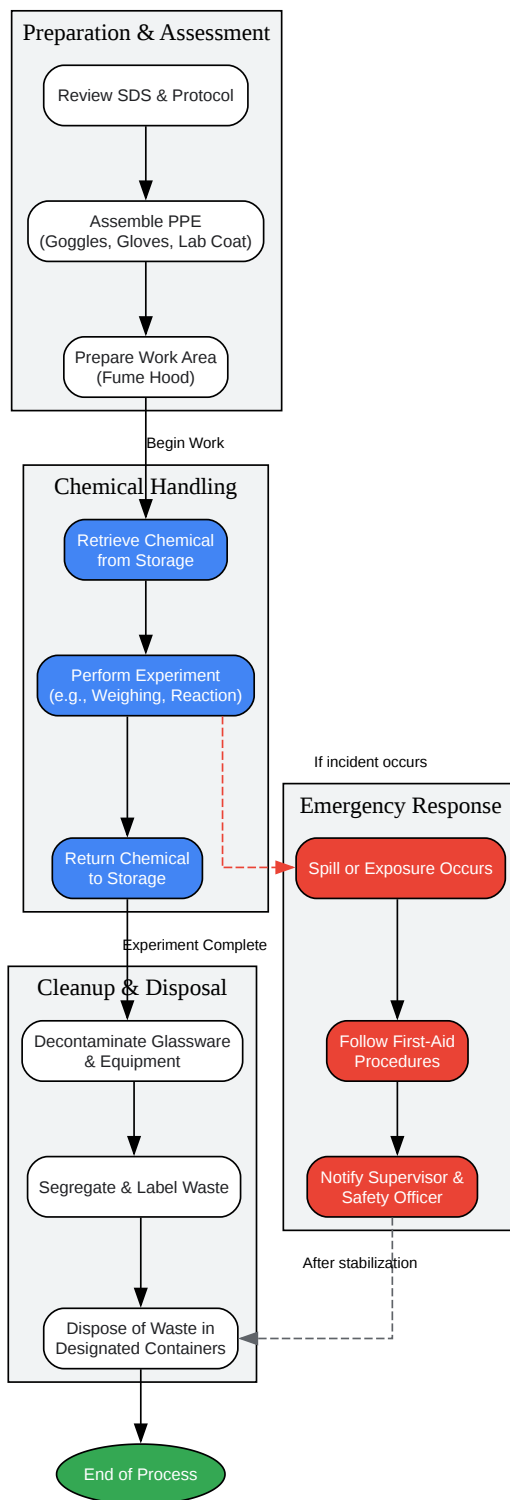 Preparation & Assessment
Review SDS & Protocol
Assemble PPE
(Goggles, Gloves, Lab Coat)
Prepare Work Area
(Fume Hood)
Begin Work
Chemical Handling
Retrieve Chemical
from Storage
Perform Experiment
(e.g., Weighing, Reaction)
If incident occurs
Emergency Response
Return Chemical
to Storage
Spill or Exposure Occurs
Experiment Complete
Cleanup & Disposal
Decontaminate Glassware
& Equipment
Follow First-Aid
Procedures
Segregate & Label Waste
Notify Supervisor &
Safety Officer
After stabilization
Dispose of Waste in
Designated Containers
End of Process